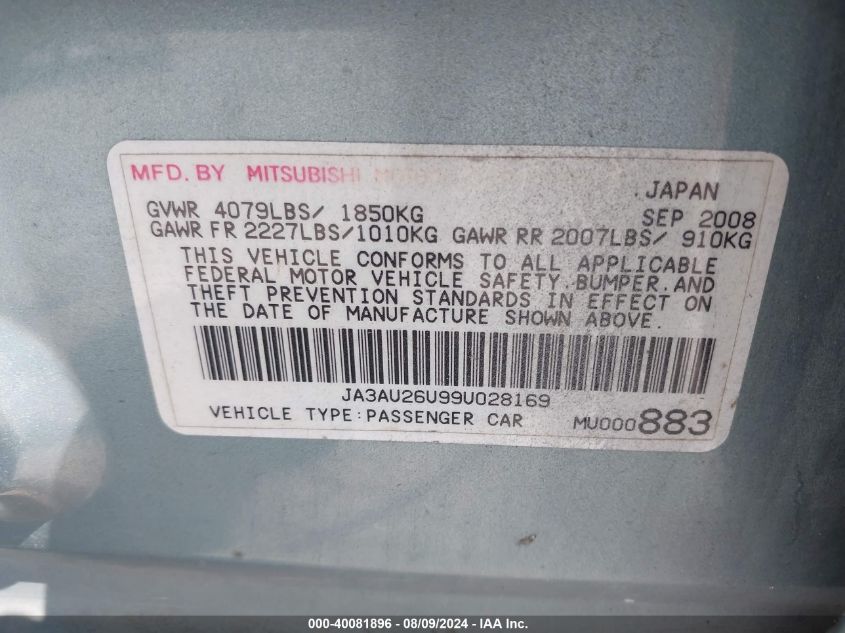 MFD. BY MITSUBISHI MOTORS
JAPAN
GVWR 4079LBS/ 1850KG SEP 2008
GAWR FR 2227LBS/1010KG GAWR RR 2007LBS/ 910KG
THIS VEHICLE CONFORMS TO ALL APPLICABLE
FEDERAL MOTOR VEHICLE SAFETY.BUMPER.AND
THEFT PREVENTION STANDARDS IN EFFECT ON
THE DATE OF MANUFACTURE SHOWN ABOVE.
JA3AU26U99U028169
VEHICLE TYPE:PASSENGER CAR MU000883
000-40081896 - 08/09/2024 - IAA Inc.